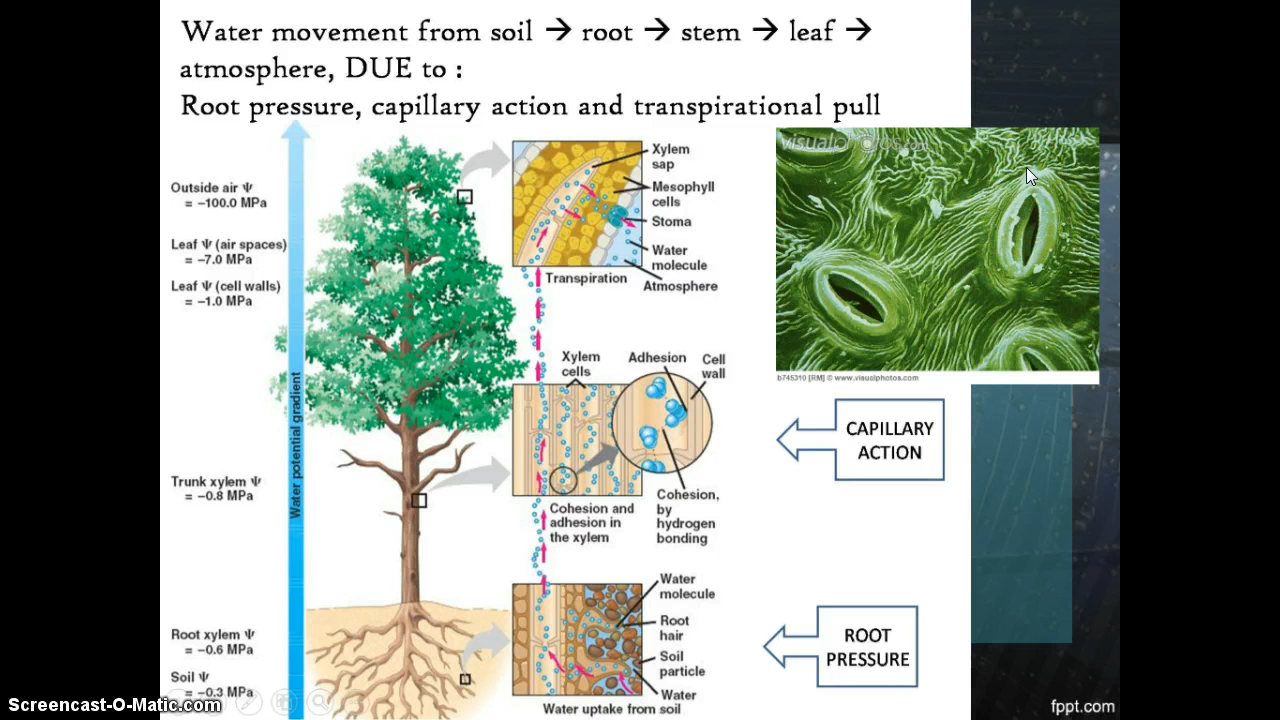 Water movement from soil → root → stem → leaf →
atmosphere, DUE to :
Root pressure, capillary action and transpirational pull
Outside air Ψ
= –100.0 MPa
Leaf Ψ (air spaces)
= –7.0 MPa
Leaf Ψ (cell walls)
= –1.0 MPa
Trunk xylem Ψ
= –0.8 MPa
Root xylem Ψ
= –0.6 MPa
Soil Ψ
= –0.3 MPa
Water potential gradient
Xylem
sap
Mesophyll
cells
Stoma
Water
molecule
Atmosphere
Transpiration
Xylem
cells
Adhesion
Cell
wall
Cohesion,
by
hydrogen
bonding
Cohesion and
adhesion in
the xylem
Water
molecule
Root
hair
Soil
particle
Water
Water uptake from soil
visualphotos.com
b745310 [RM] © www.visualphotos.com
CAPILLARY
ACTION
ROOT
PRESSURE
Screencast-O-Matic.com
fppt.com